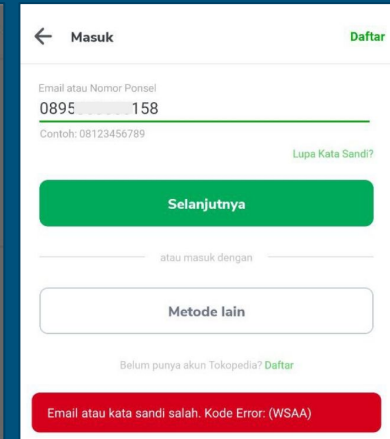 Masuk
Daftar
Email atau Nomor Ponsel
0895 158
Contoh: 08123456789
Lupa Kata Sandi?
Selanjutnya
atau masuk dengan
Metode lain
Belum punya akun Tokopedia? Daftar
Email atau kata sandi salah. Kode Error: (WSAA)